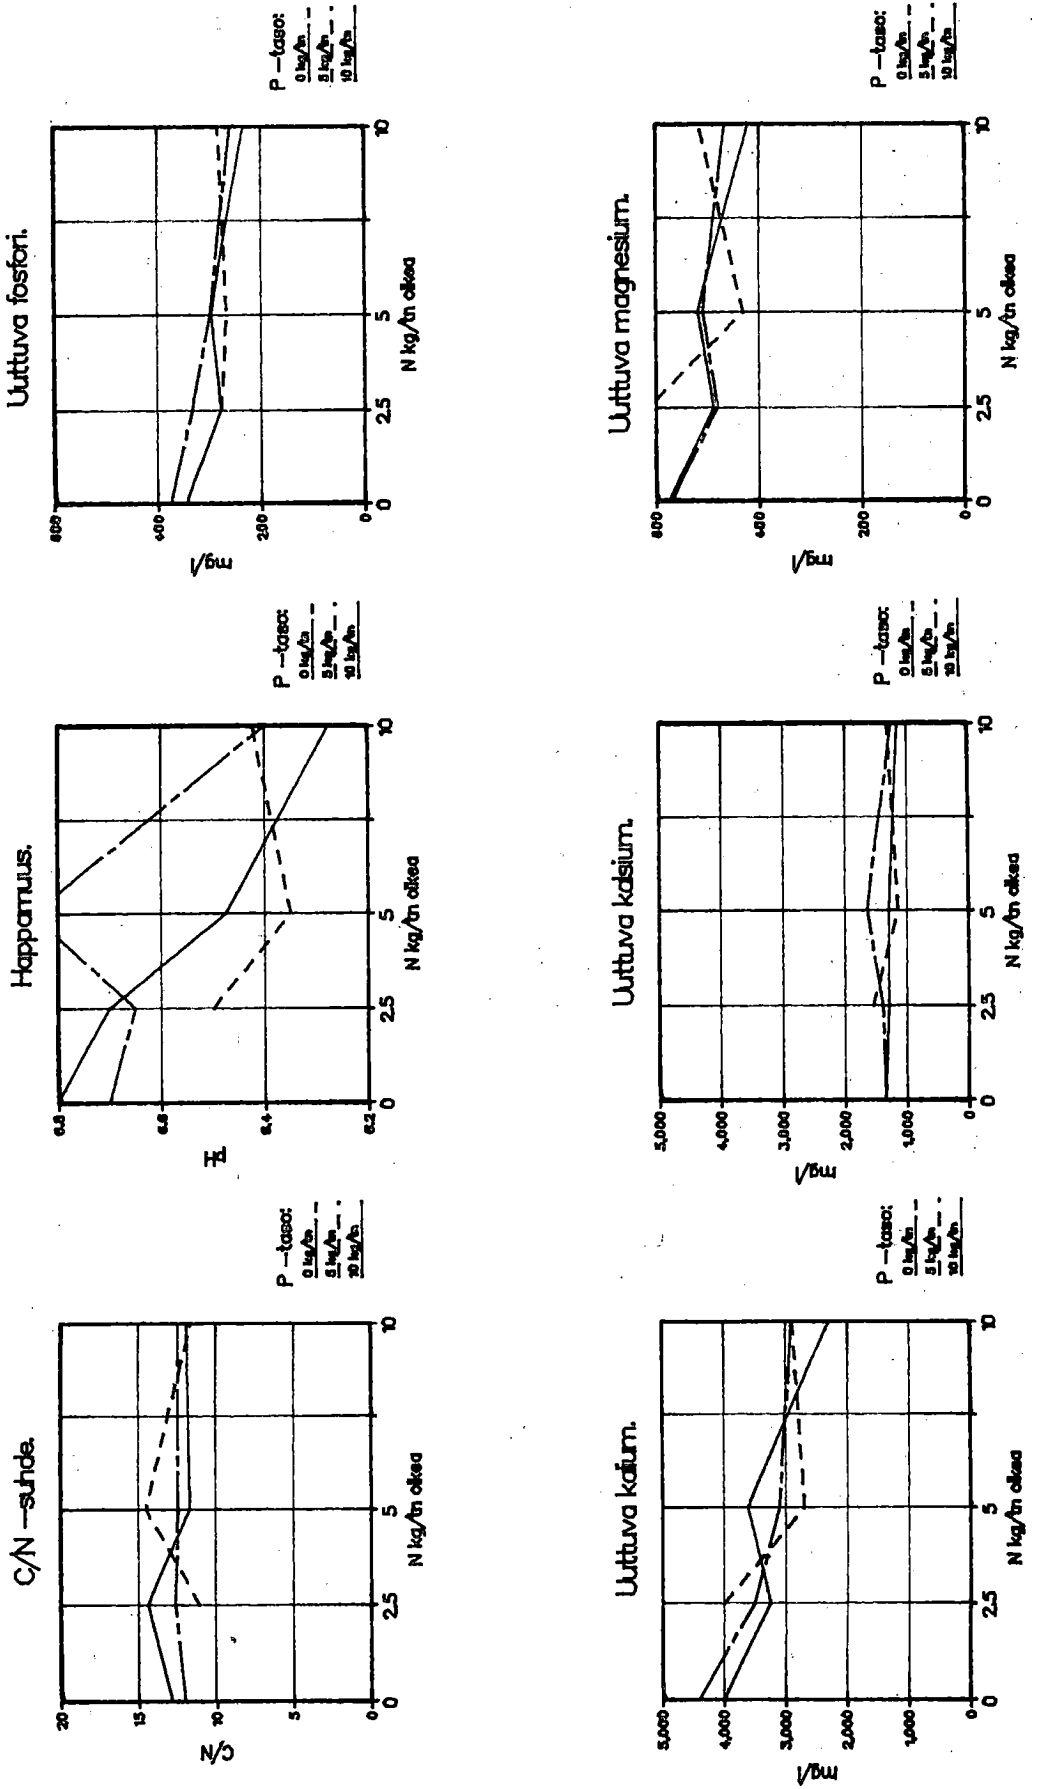 C/N –suhde.
C/N
20
15
10
5
0
0
2.5
5
10
N kg/tn olkea
P –taso:
0 kg/tn
5 kg/tn
10 kg/tn
Happamuus.
pH
6.8
6.6
6.4
6.2
0
2.5
5
10
N kg/tn olkea
P –taso:
0 kg/tn
5 kg/tn
10 kg/tn
Uuttuva fosfori.
mg/l
600
400
200
0
0
2.5
5
10
N kg/tn olkea
P –taso:
0 kg/tn
5 kg/tn
10 kg/tn
Uuttuva kalium.
mg/l
5,000
4,000
3,000
2,000
1,000
0
0
2.5
5
10
N kg/tn olkea
P –taso:
0 kg/tn
5 kg/tn
10 kg/tn
Uuttuva kalsium.
mg/l
5,000
4,000
3,000
2,000
1,000
0
0
2.5
5
10
N kg/tn olkea
P –taso:
0 kg/tn
5 kg/tn
10 kg/tn
Uuttuva magnesium.
mg/l
600
400
0
0
2.5
5
10
N kg/tn olkea
P –taso:
0 kg/tn
5 kg/tn
10 kg/tn